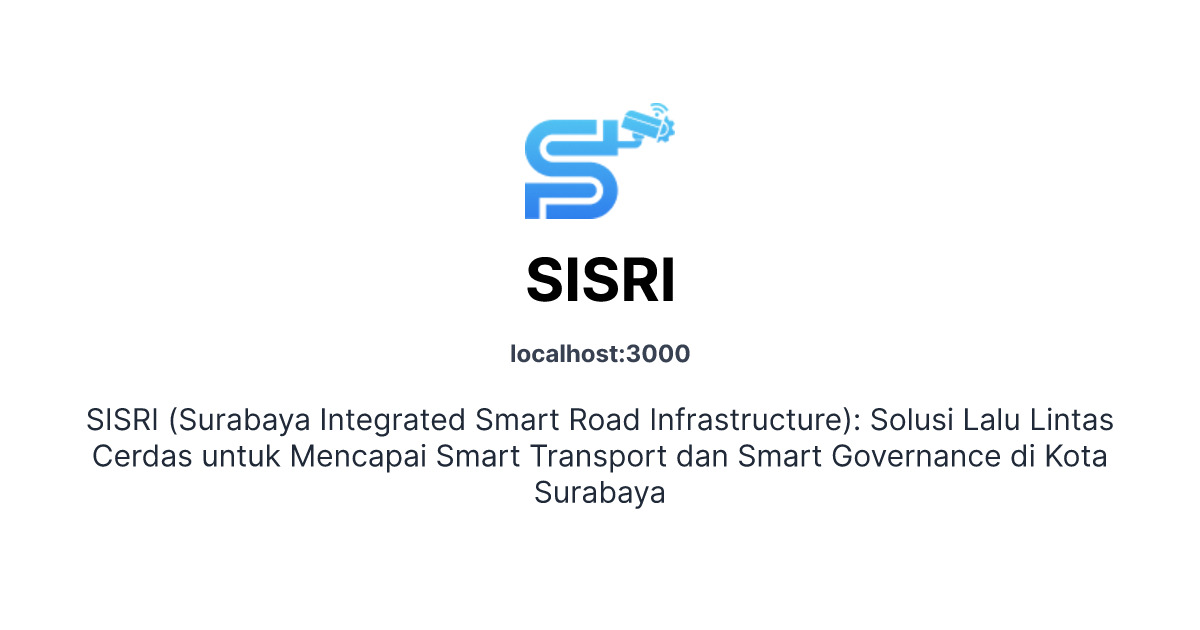 SISRI
localhost:3000
SISRI (Surabaya Integrated Smart Road Infrastructure): Solusi Lalu Lintas
Cerdas untuk Mencapai Smart Transport dan Smart Governance di Kota
Surabaya